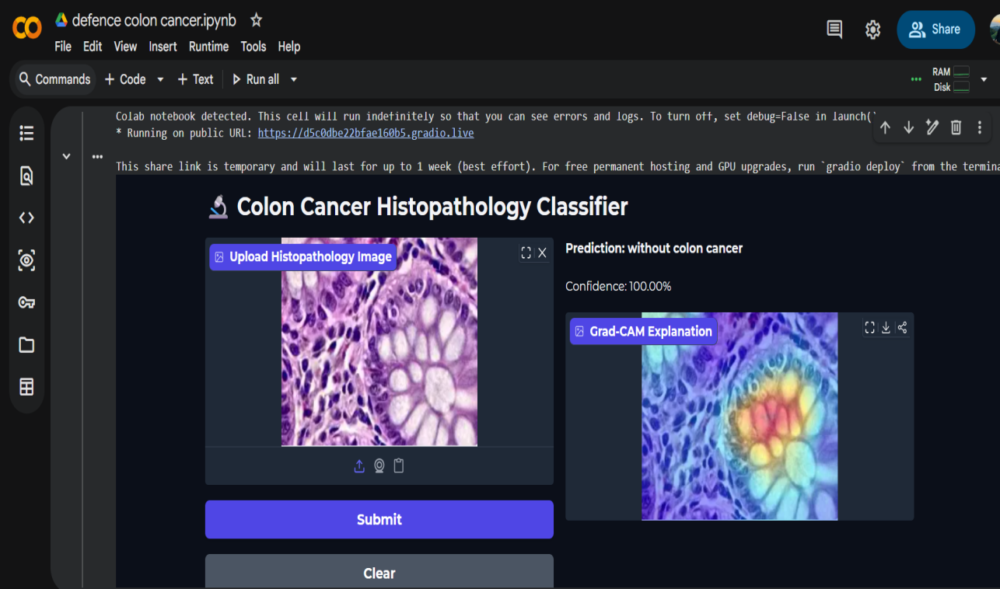 defence colon cancer.ipynb
File Edit View Insert Runtime Tools Help
Share
Commands + Code + Text Run all
RAM
Disk
Colab notebook detected. This cell will run indefinitely so that you can see errors and logs. To turn off, set debug=False in launch()
* Running on public URL: https://d5c0dbe22bfae160b5.gradio.live
This share link is temporary and will last for up to 1 week (best effort). For free permanent hosting and GPU upgrades, run `gradio deploy` from the termina
Colon Cancer Histopathology Classifier
Upload Histopathology Image
Prediction: without colon cancer
Confidence: 100.00%
Grad-CAM Explanation
Submit
Clear